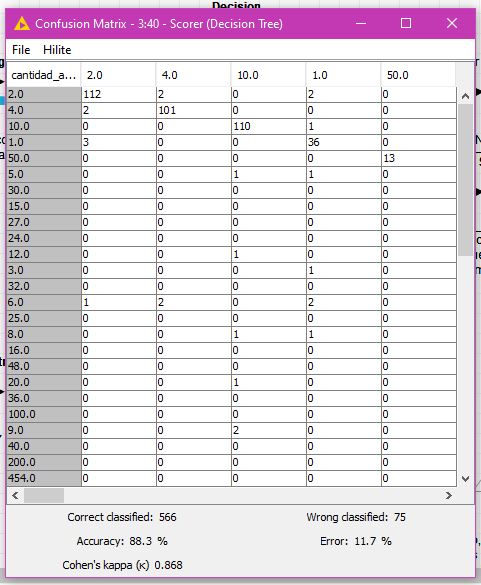 Decision
Confusion Matrix - 3:40 - Scorer (Decision Tree)
File Hilite
cantidad_a... 2.0 4.0 10.0 1.0 50.0
2.0 112 2 0 2 0
4.0 2 101 0 0 0
10.0 0 0 110 1 0
1.0 3 0 0 36 0
50.0 0 0 0 0 13
5.0 0 0 1 1 0
30.0 0 0 0 0 0
15.0 0 0 0 0 0
27.0 0 0 0 0 0
24.0 0 0 0 0 0
12.0 0 0 1 0 0
3.0 0 0 0 1 0
32.0 0 0 0 0 0
6.0 1 2 0 2 0
25.0 0 0 0 0 0
8.0 0 0 1 1 0
16.0 0 0 0 0 0
48.0 0 0 0 0 0
20.0 0 0 1 0 0
36.0 0 0 0 0 0
100.0 0 0 0 0 0
9.0 0 0 2 0 0
40.0 0 0 0 0 0
200.0 0 0 0 0 0
454.0 0 0 0 0 0
Correct classified: 566 Wrong classified: 75
Accuracy: 88.3 % Error: 11.7 %
Cohen's kappa (κ) 0.868